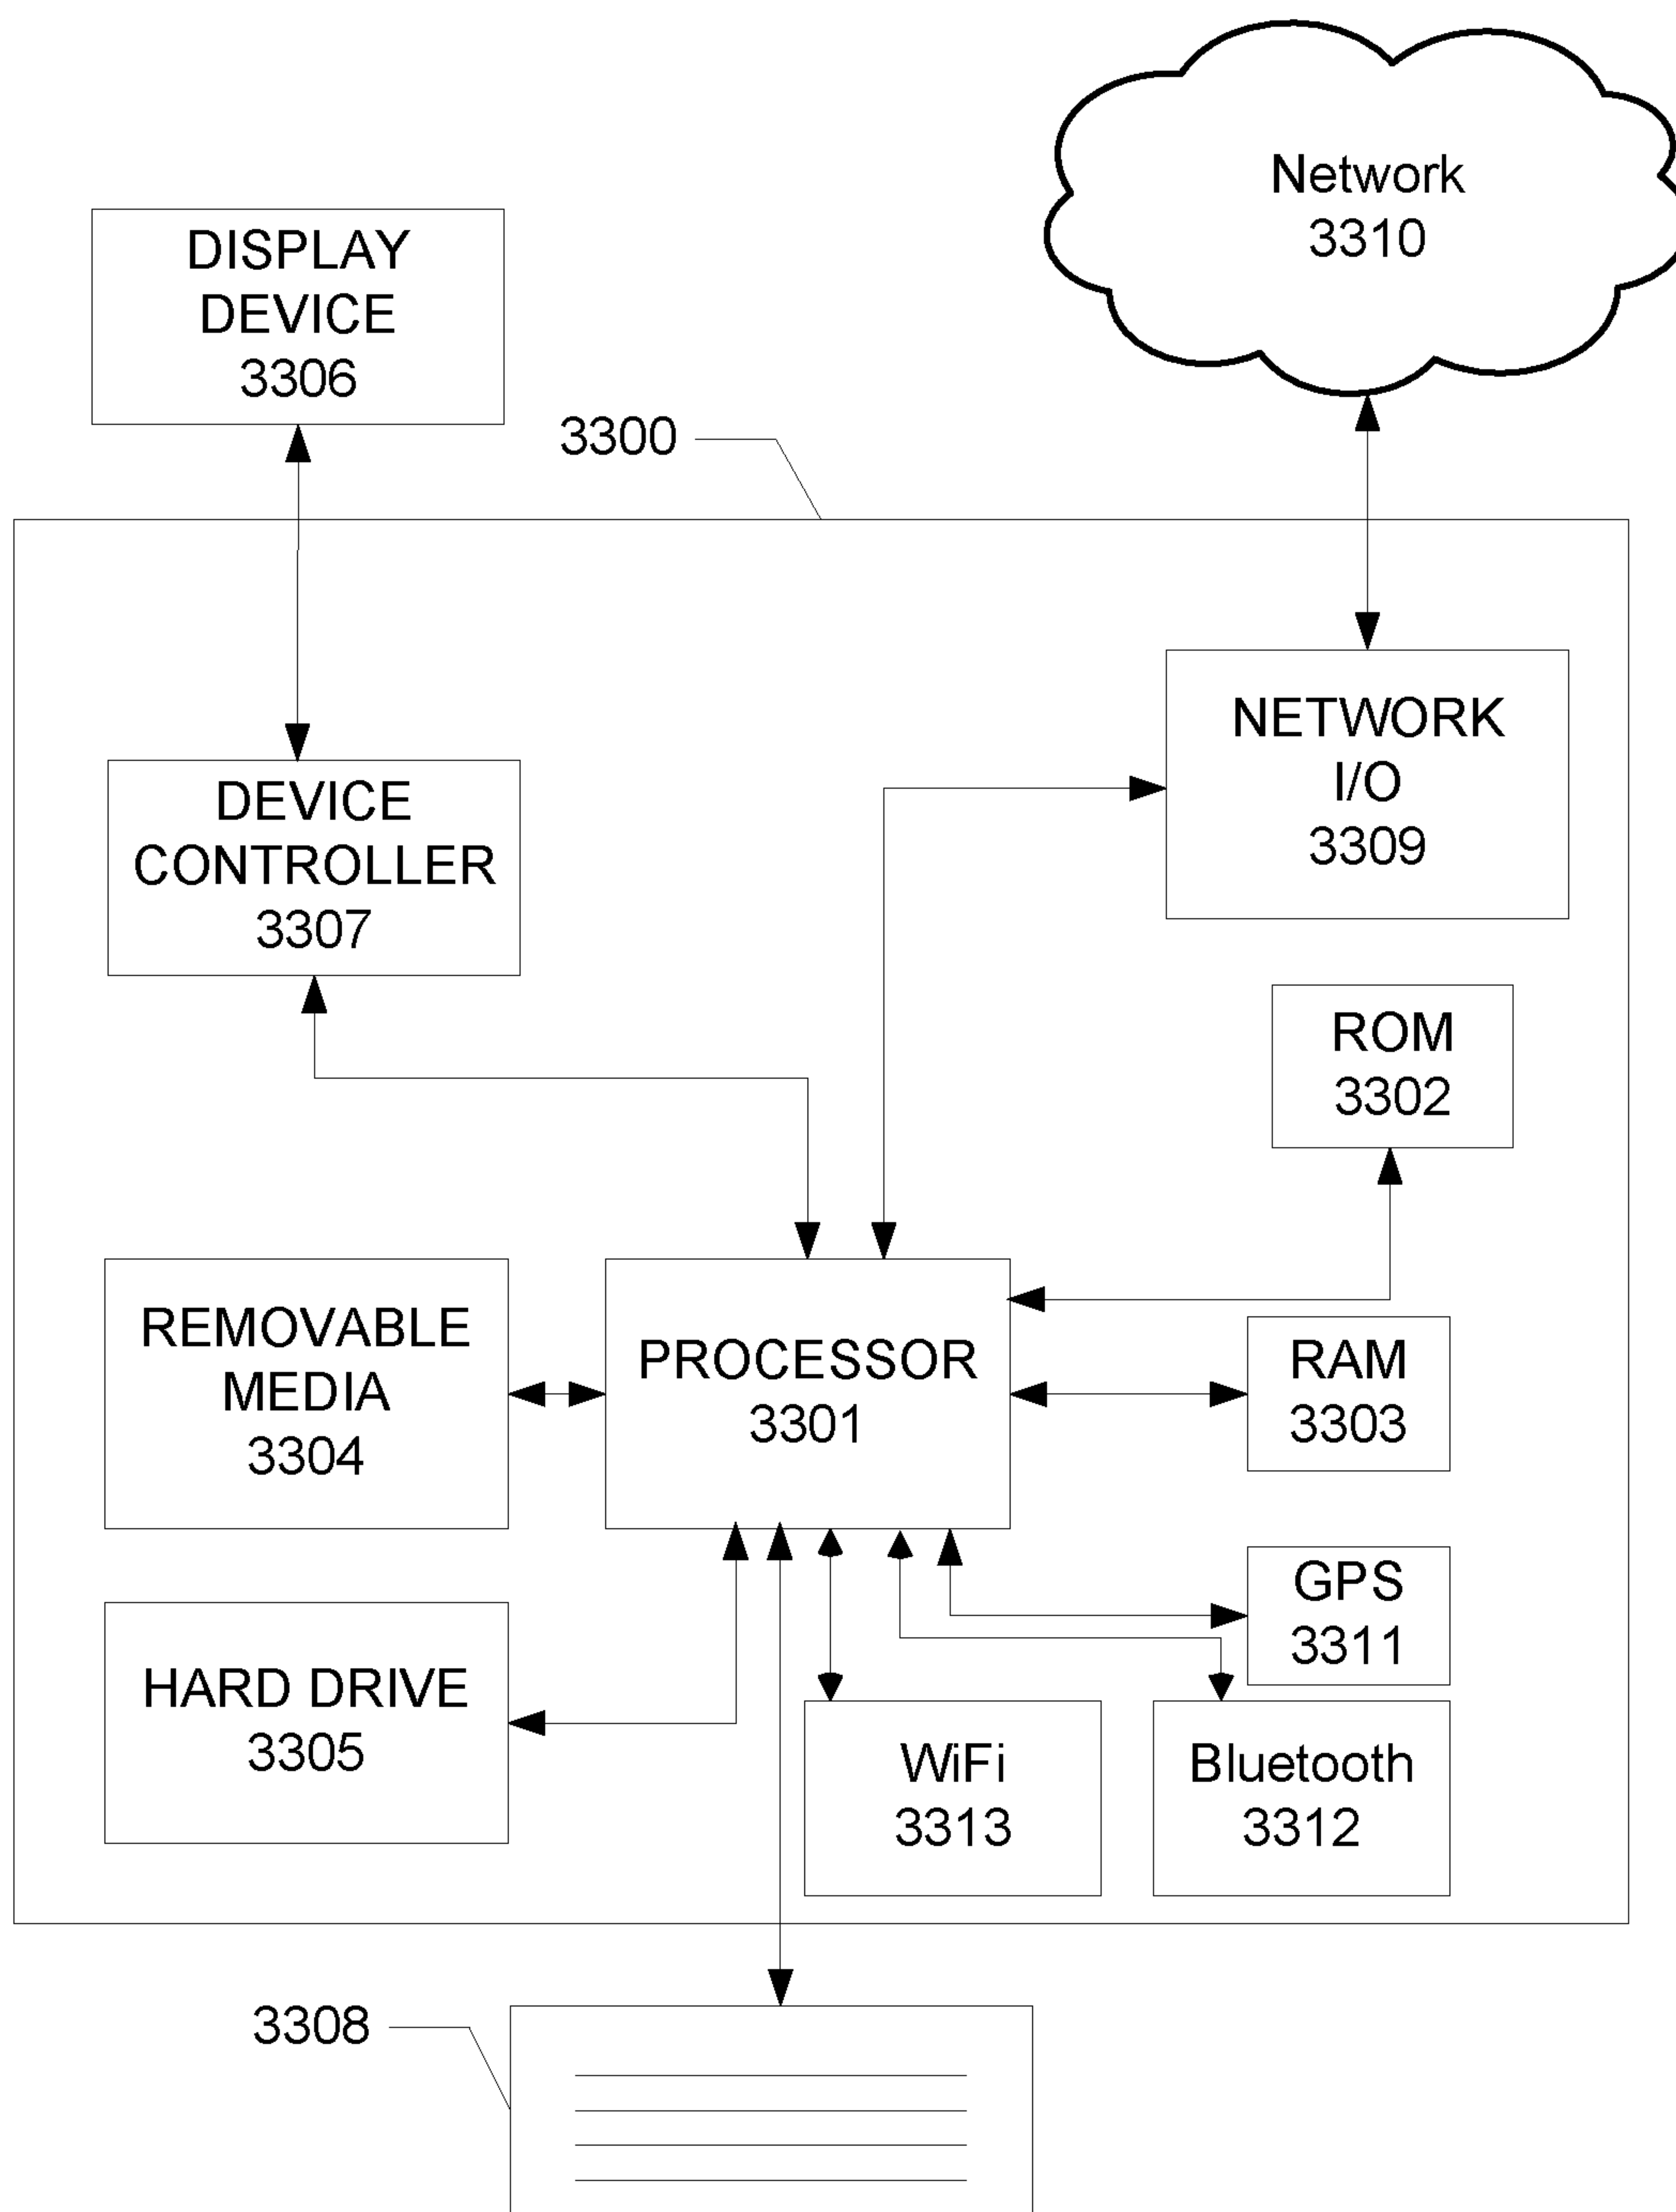 Network
3310
DISPLAY
DEVICE
3306
3300
NETWORK
I/O
3309
DEVICE
CONTROLLER
3307
ROM
3302
REMOVABLE
MEDIA
3304
PROCESSOR
3301
RAM
3303
GPS
3311
HARD DRIVE
3305
WiFi
3313
Bluetooth
3312
3308